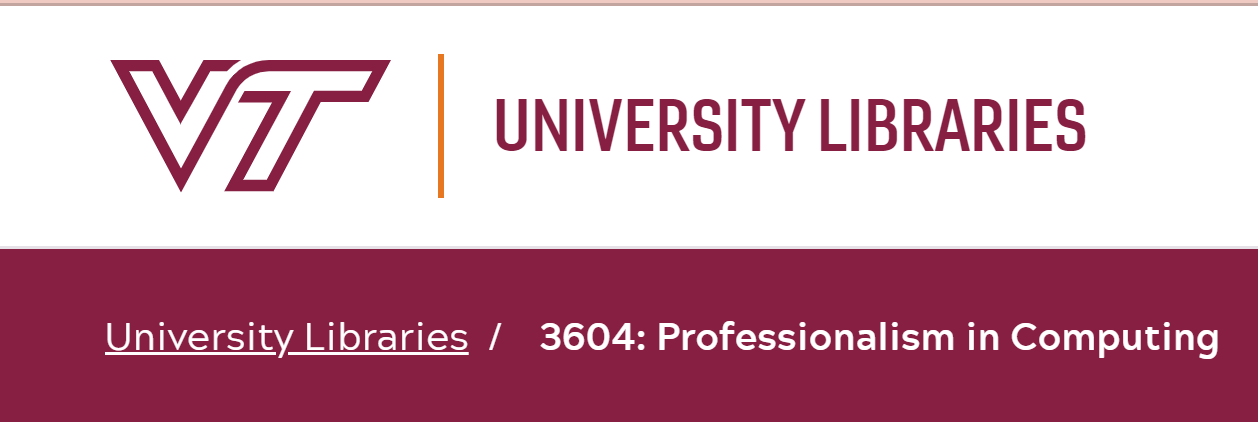 VT
UNIVERSITY LIBRARIES
University Libraries / 3604: Professionalism in Computing